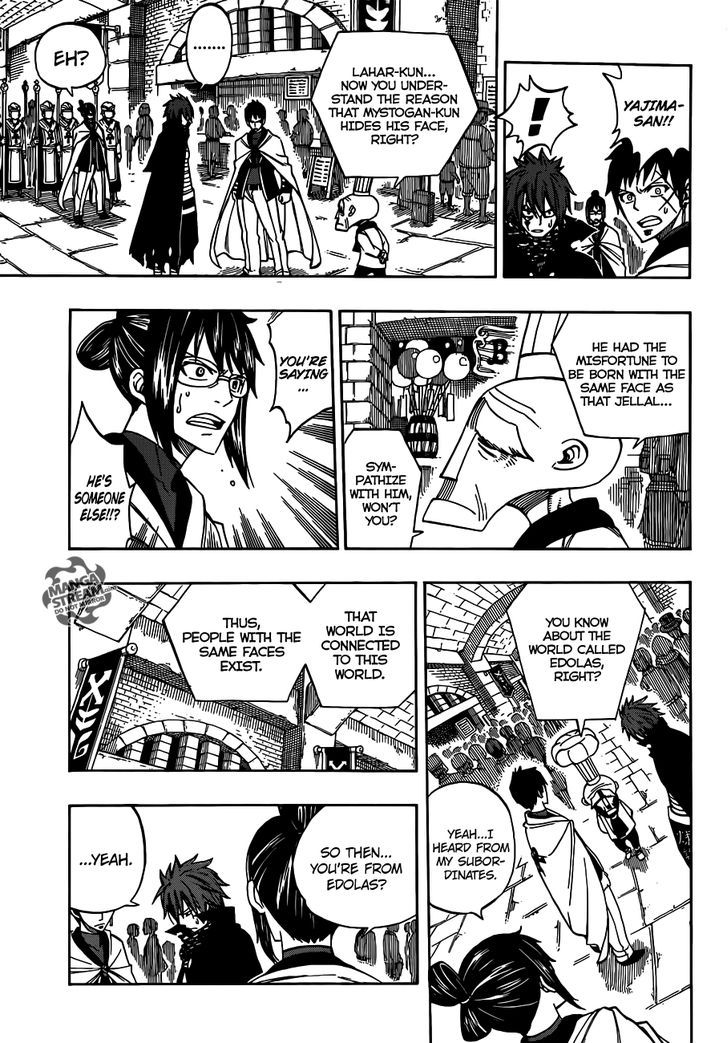 YAJIMA-
SAN!!
!
LAHAR-KUN...
NOW YOU UNDER-
STAND THE REASON
THAT MYSTOGAN-KUN
HIDES HIS FACE,
RIGHT?
........
EH?
HE HAD THE
MISFORTUNE TO
BE BORN WITH THE
SAME FACE AS
THAT JELLAL...
B
SYM-
PATHIZE
WITH HIM,
WON'T
YOU?
YOU'RE
SAYING
...
HE'S
SOMEONE
ELSE!!?
YOU KNOW
ABOUT THE
WORLD CALLED
EDOLAS,
RIGHT?
YEAH...I
HEARD FROM
MY SUBOR-
DINATES.
THAT
WORLD IS
CONNECTED
TO THIS
WORLD.
THUS,
PEOPLE WITH
THE SAME FACES
EXIST.
MANGA
STREAM.com
DO NOT MIRROR
SO THEN...
YOU'RE FROM
EDOLAS?
...YEAH.